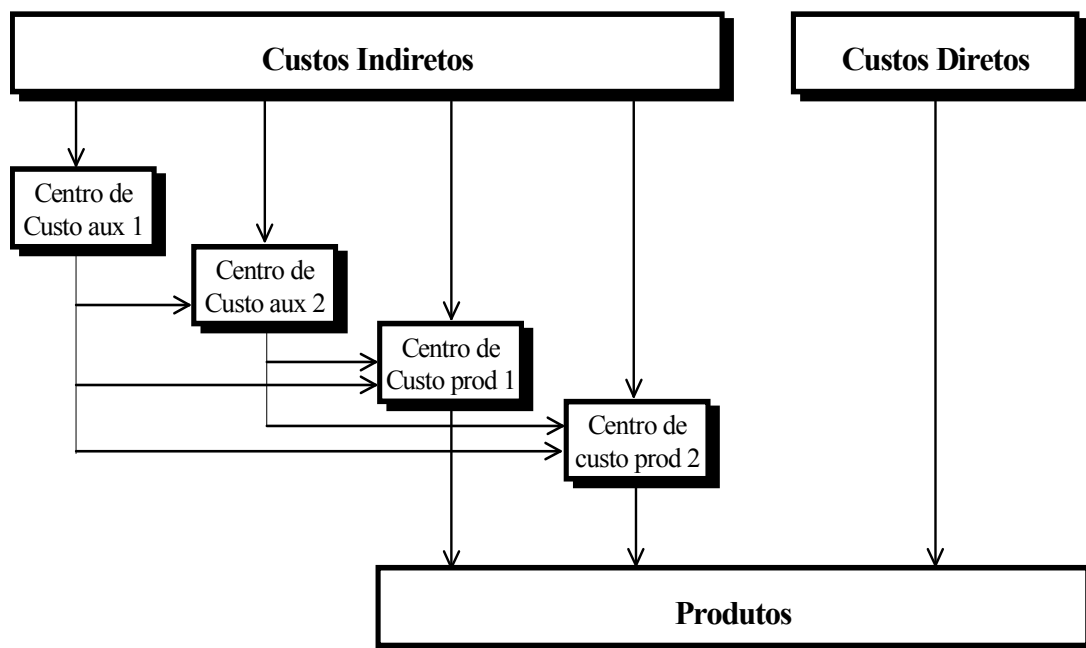 Custos Indiretos
Custos Diretos
Centro de
Custo aux 1
Centro de
Custo aux 2
Centro de
Custo prod 1
Centro de
custo prod 2
Produtos